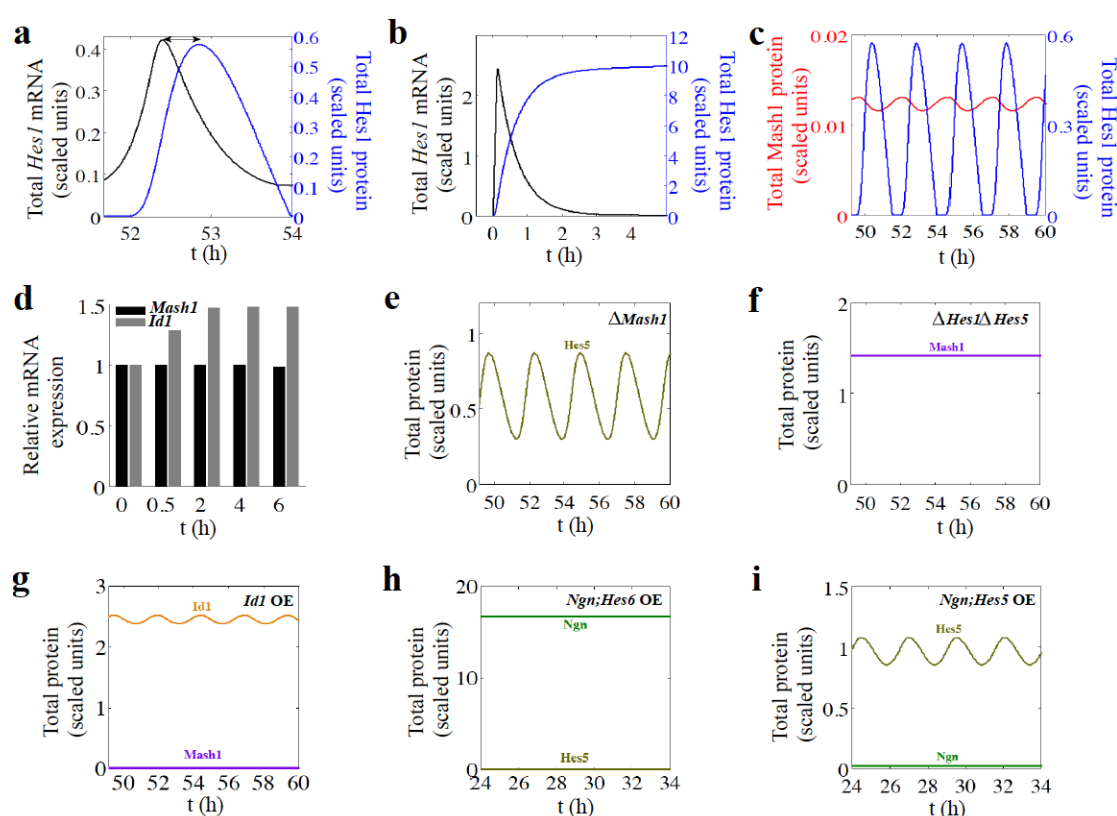 a
Total Hes1 mRNA
(scaled units)
0.4
0.3
0.2
0.1
0
0.6
0.5
0.4
0.3
0.2
0.1
0
Total Hes1 protein
(scaled units)
52 53 54
t (h)
b
Total Hes1 mRNA
(scaled units)
2
1
0
12
10
8
6
4
2
0
Total Hes1 protein
(scaled units)
0 1 2 3 4
t (h)
c
Total Mash1 protein
(scaled units)
0.02
0.01
0
0.6
0.3
0
Total Hes1 protein
(scaled units)
50 52 54 56 58 60
t (h)
d
Relative mRNA
expression
1.5
1
0.5
0
Mash1
Id1
0 0.5 2 4 6
t (h)
e
Total protein
(scaled units)
1
0.5
0
ΔMash1
Hes5
50 52 54 56 58 60
t (h)
f
Total protein
(scaled units)
2
1
0
ΔHes1ΔHes5
Mash1
50 52 54 56 58 60
t (h)
g
Total protein
(scaled units)
3
2
1
0
Id1 OE
Id1
Mash1
50 52 54 56 58 60
t (h)
h
Total protein
(scaled units)
20
10
0
Ngn;Hes6 OE
Ngn
Hes5
24 26 28 30 32 34
t (h)
i
Total protein
(scaled units)
1.5
1
0.5
0
Ngn;Hes5 OE
Hes5
Ngn
24 26 28 30 32 34
t (h)